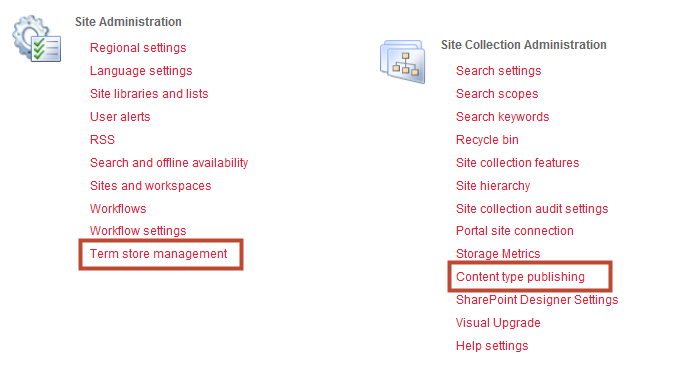 Site Administration
Regional settings
Language settings
Site libraries and lists
User alerts
RSS
Search and offline availability
Sites and workspaces
Workflows
Workflow settings
Term store management
Site Collection Administration
Search settings
Search scopes
Search keywords
Recycle bin
Site collection features
Site hierarchy
Site collection audit settings
Portal site connection
Storage Metrics
Content type publishing
SharePoint Designer Settings
Visual Upgrade
Help settings